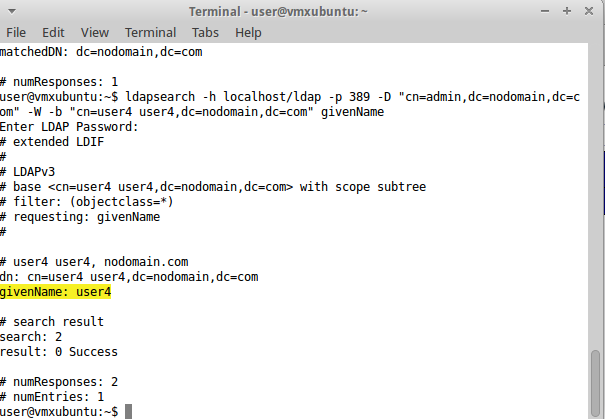 Terminal - user@vmxubuntu: ~
File Edit View Terminal Tabs Help
matchedDN: dc=nodomain,dc=com
# numResponses: 1
user@vmxubuntu:~$ ldapsearch -h localhost/ldap -p 389 -D "cn=admin,dc=nodomain,dc=c
om" -W -b "cn=user4 user4,dc=nodomain,dc=com" givenName
Enter LDAP Password:
# extended LDIF
#
# LDAPv3
# base <cn=user4 user4,dc=nodomain,dc=com> with scope subtree
# filter: (objectclass=*)
# requesting: givenName
#
# user4 user4, nodomain.com
dn: cn=user4 user4,dc=nodomain,dc=com
givenName: user4
# search result
search: 2
result: 0 Success
# numResponses: 2
# numEntries: 1
user@vmxubuntu:~$